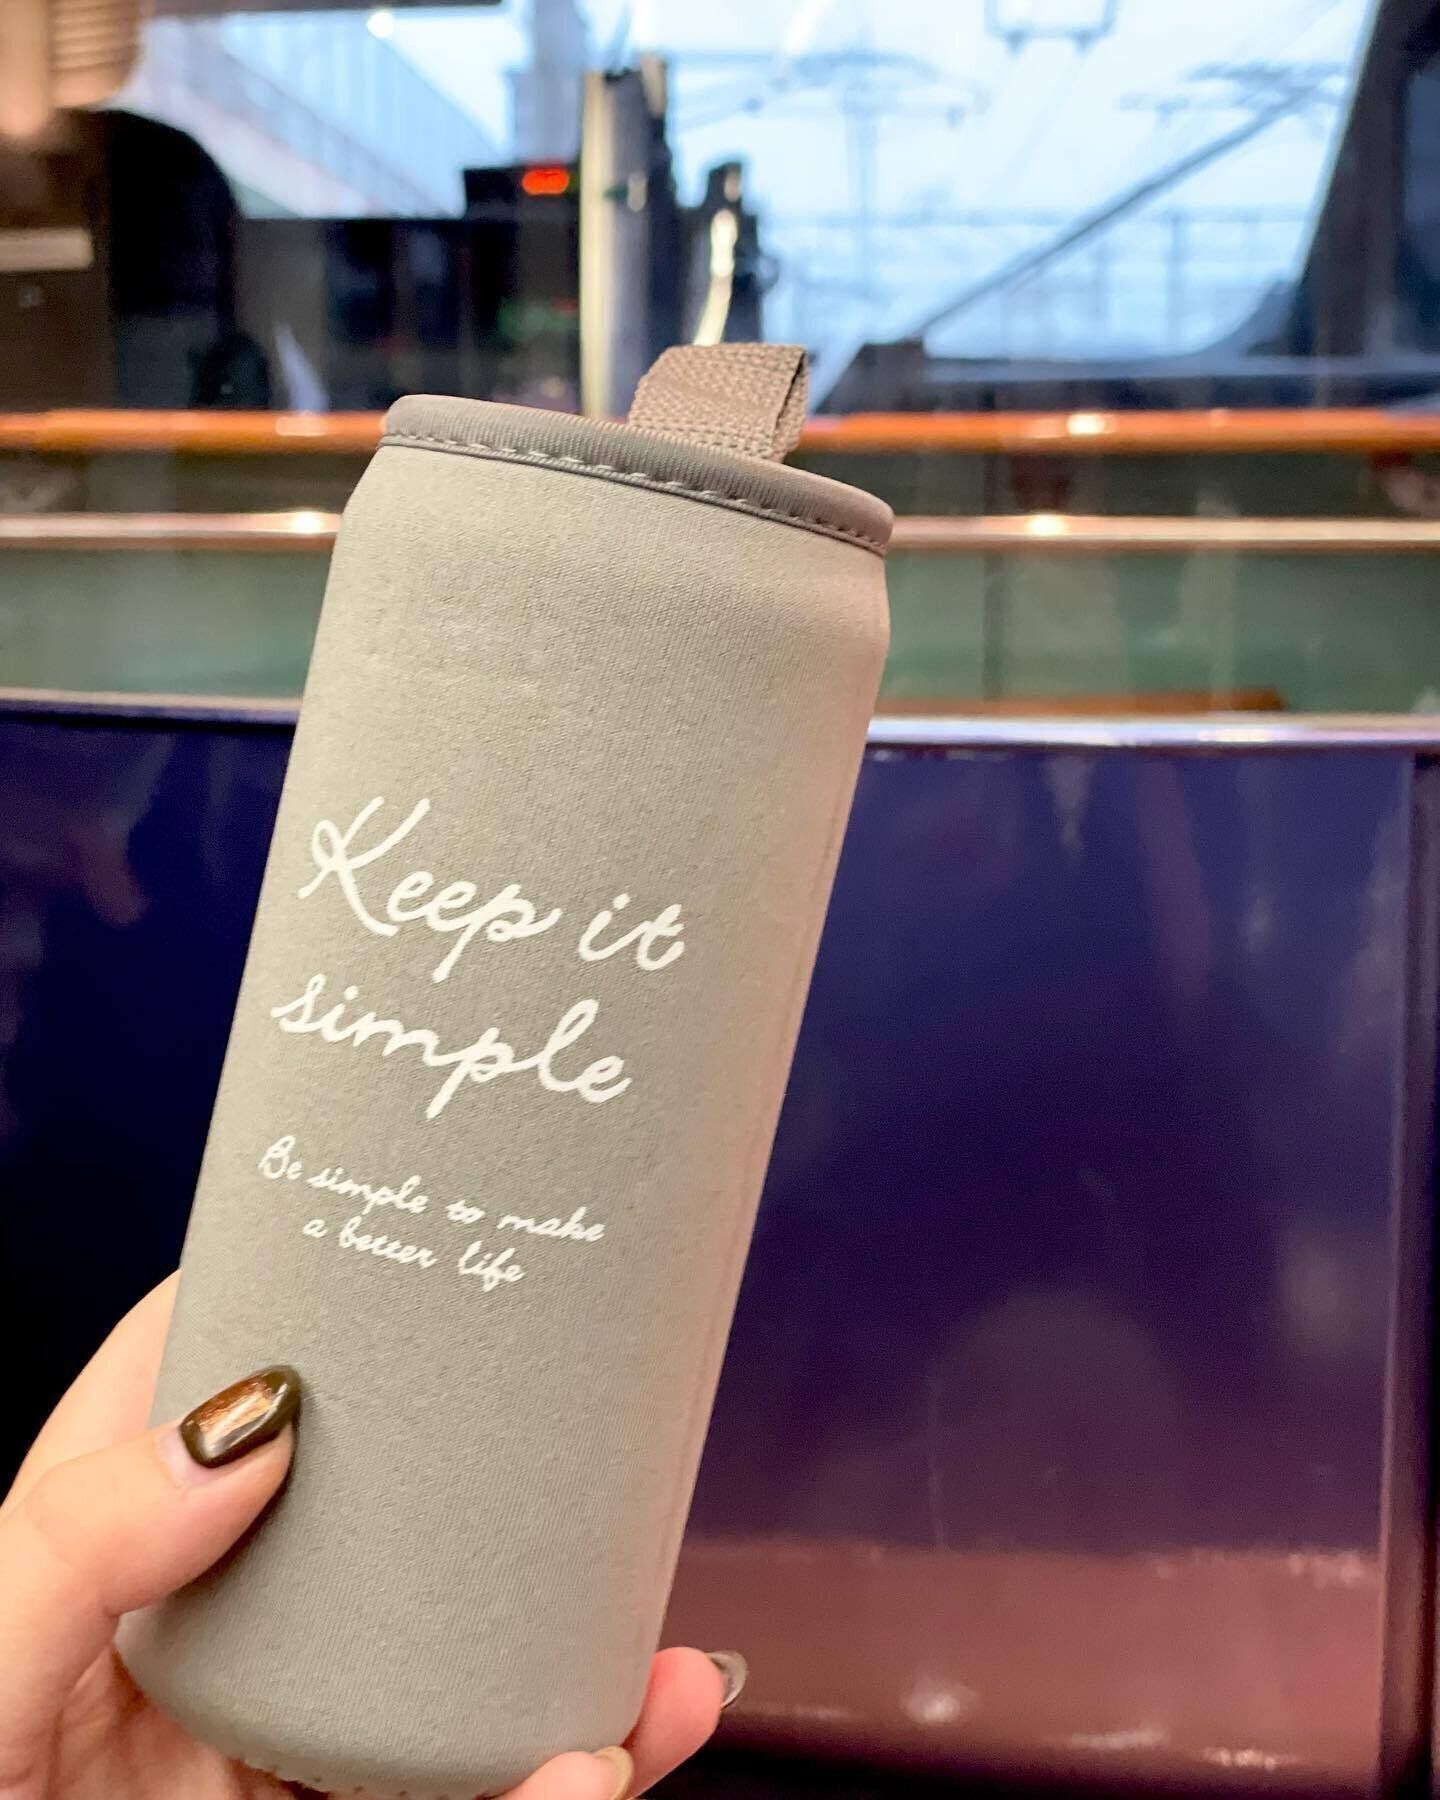 Keep it
simple
Be simple to make
a better life